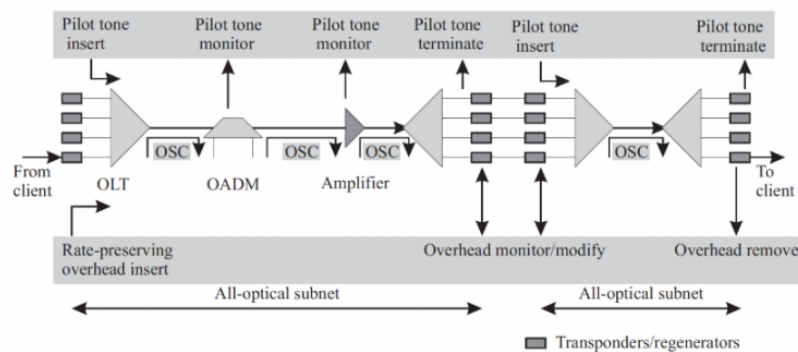 Pilot tone
insert
Pilot tone
monitor
Pilot tone
monitor
Pilot tone
terminate
Pilot tone
insert
Pilot tone
terminate
OSC
OSC
OSC
OSC
From
client
OLT
OADM
Amplifier
To
client
Rate-preserving
overhead insert
Overhead monitor/modify
Overhead remove
All-optical subnet
All-optical subnet
Transponders/regenerators